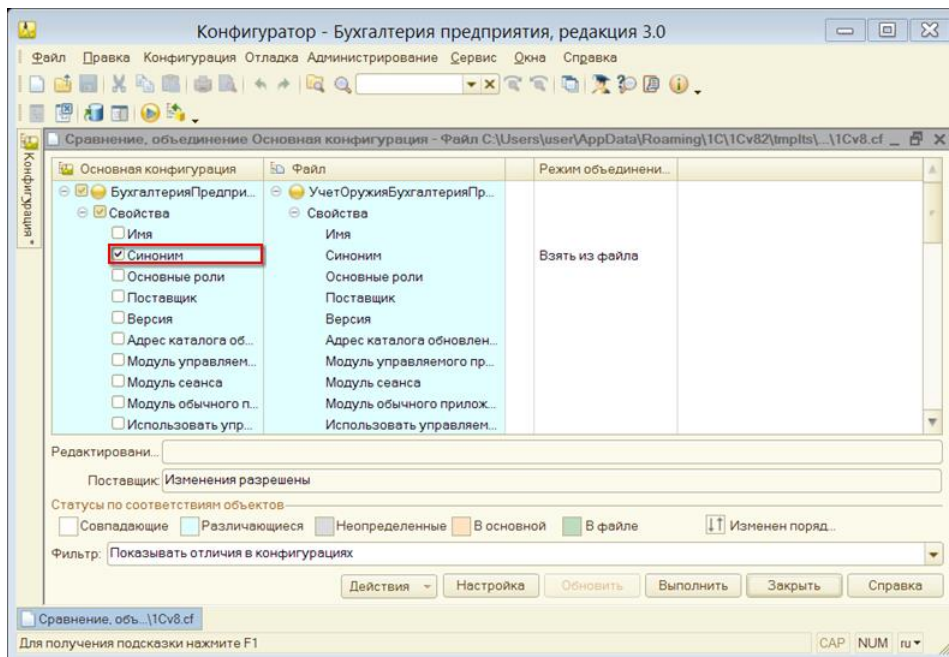 Конфигуратор - Бухгалтерия предприятия, редакция 3.0
Файл Правка Конфигурация Отладка Администрирование Сервис Окна Справка
Сравнение, объединение Основная конфигурация - Файл C:\Users\user\AppData\Roaming\1C\1Cv82\tmplts\...\1Cv8.cf
Конфигурация *
Основная конфигурация Файл Режим объединени...
БухгалтерияПредпри... УчетОружияБухгалтерияПр...
Свойства Свойства
Имя Имя
Синоним Синоним Взять из файла
Основные роли Основные роли
Поставщик Поставщик
Версия Версия
Адрес каталога об... Адрес каталога обновлен...
Модуль управляем... Модуль управляемого пр...
Модуль сеанса Модуль сеанса
Модуль обычного п... Модуль обычного прилож...
Использовать упр... Использовать управляем...
Редактировани...
Поставщик: Изменения разрешены
Статусы по соответствиям объектов
Совпадающие Различающиеся Неопределенные В основной В файле Изменен поряд...
Фильтр: Показывать отличия в конфигурациях
Действия Настройка Обновить Выполнить Закрыть Справка
Сравнение, объ...\1Cv8.cf
Для получения подсказки нажмите F1 CAP NUM ru